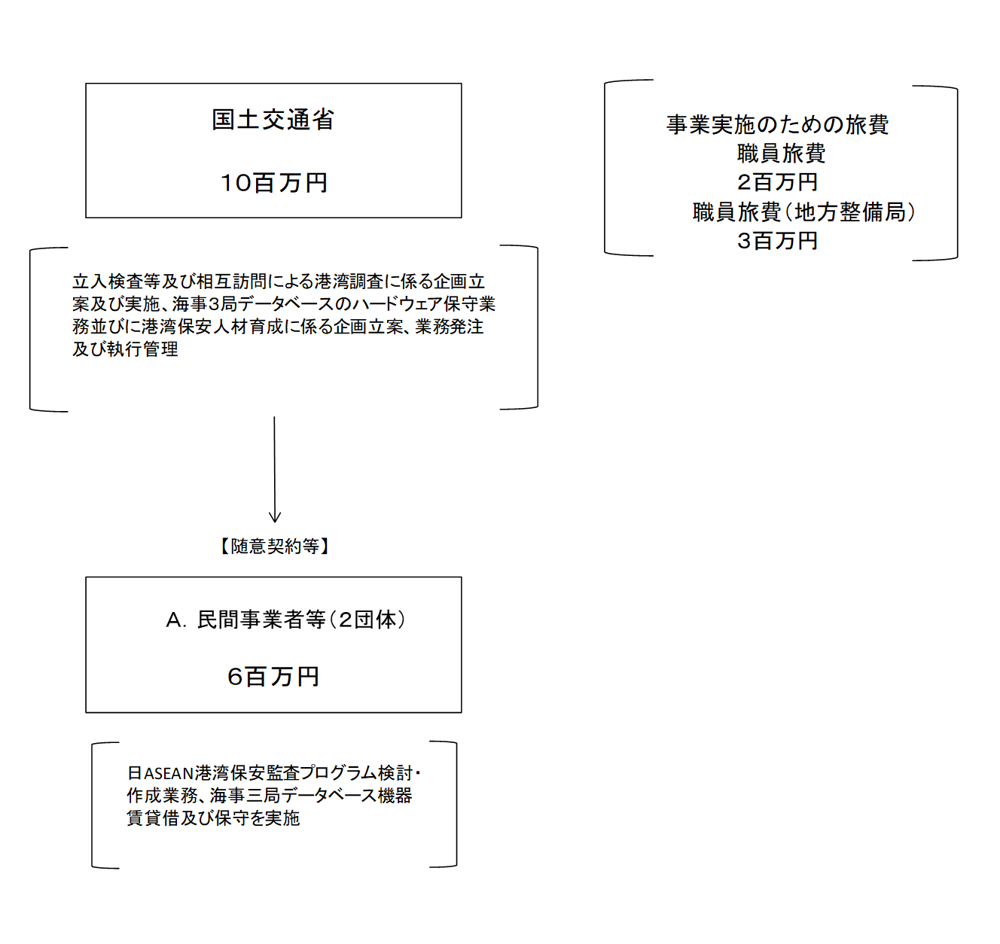 国土交通省
10百万円
立入検査等及び相互訪問による港湾調査に係る企画立
案及び実施、海事3局データベースのハードウェア保守業
務並びに港湾保安人材育成に係る企画立案、業務発注
及び執行管理
【随意契約等】
A．民間事業者等（2団体）
6百万円
日ASEAN港湾保安監査プログラム検討・
作成業務、海事三局データベース機器
賃貸借及び保守を実施
事業実施のための旅費
職員旅費
2百万円
職員旅費（地方整備局）
3百万円